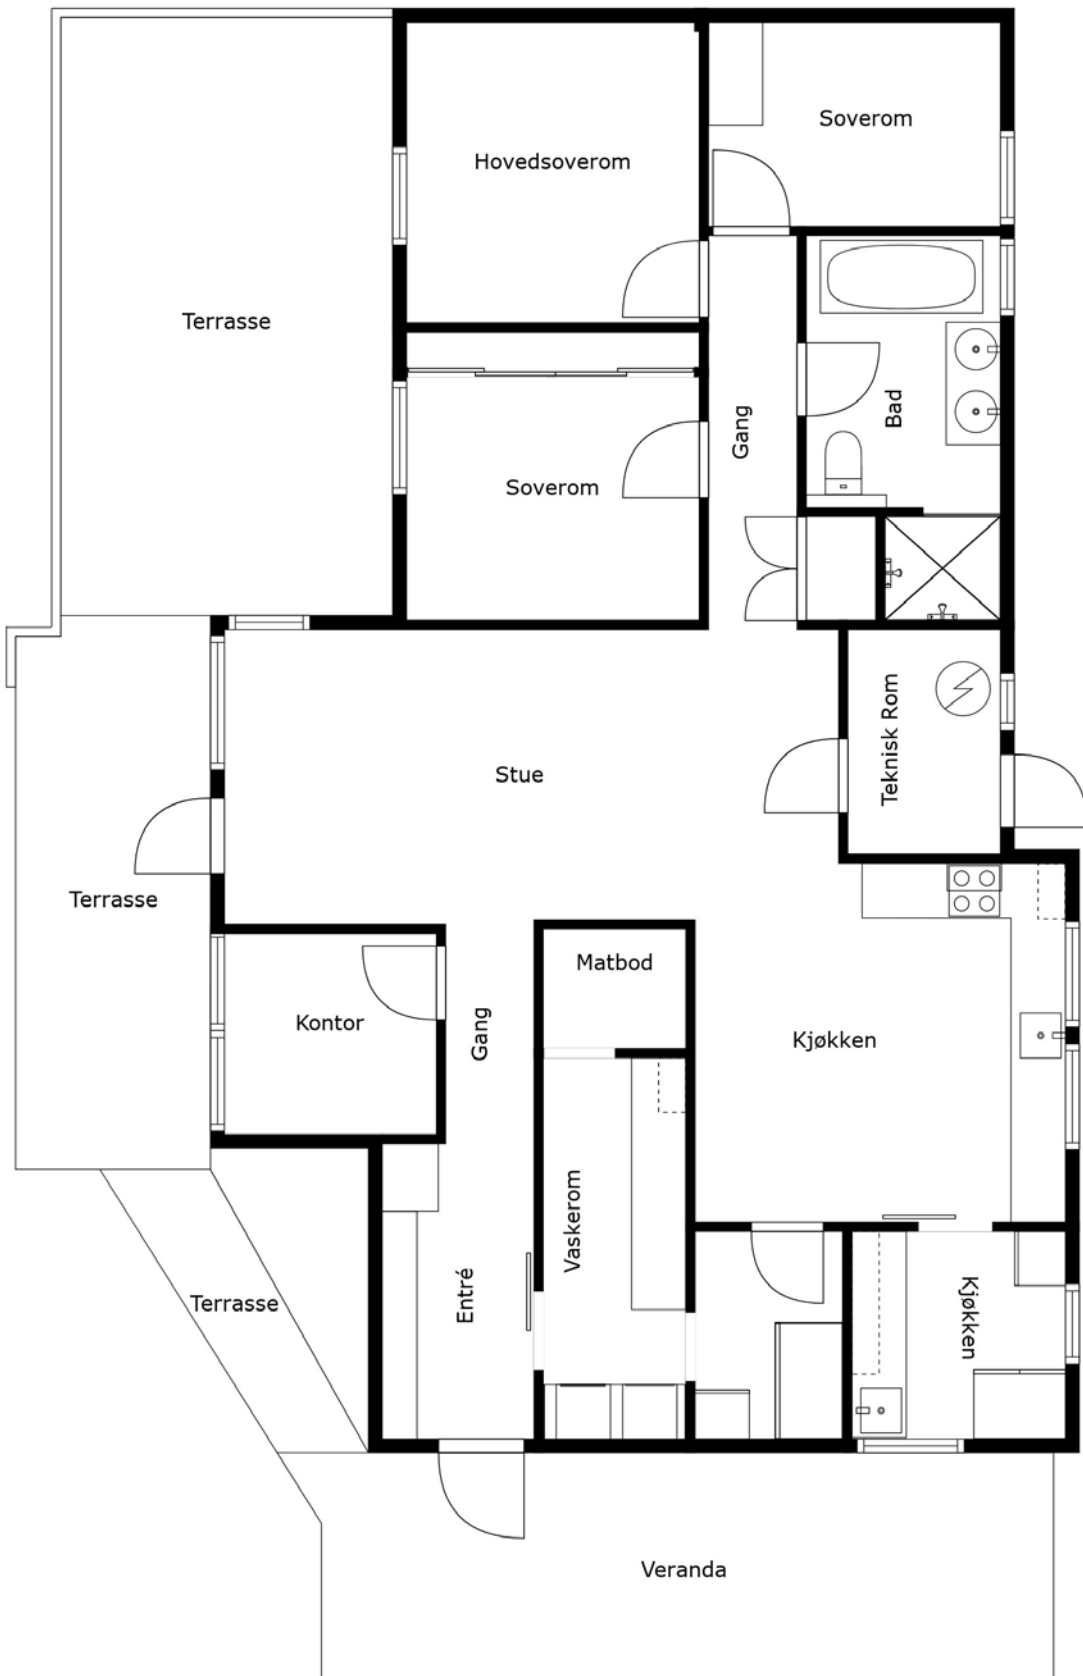 Soverom
Hovedsoverom
Terrasse
Bad
Gang
Soverom
Teknisk Rom
Stue
Terrasse
Matbod
Kontor
Gang
Kjøkken
Vaskerom
Entré
Terrasse
Kjøkken
Veranda